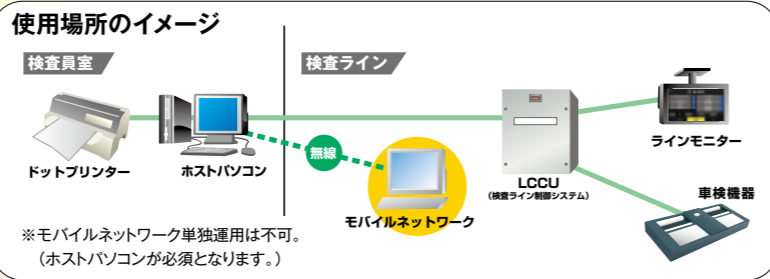 使用場所のイメージ
検査員室
検査ライン
ドットプリンター
ホストパソコン
無線
モバイルネットワーク
LCCU
(検査ライン制御システム)
ラインモニター
車検機器
※モバイルネットワーク単独運用は不可。
(ホストパソコンが必須となります。)